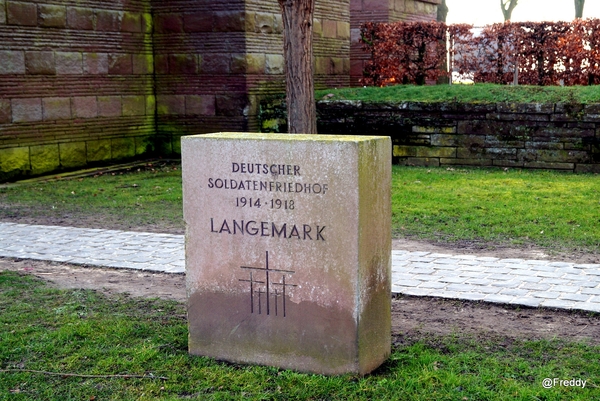 DEUTSCHER
SOLDATENFRIEDHOF
1914 · 1918
LANGEMARK
@Freddy